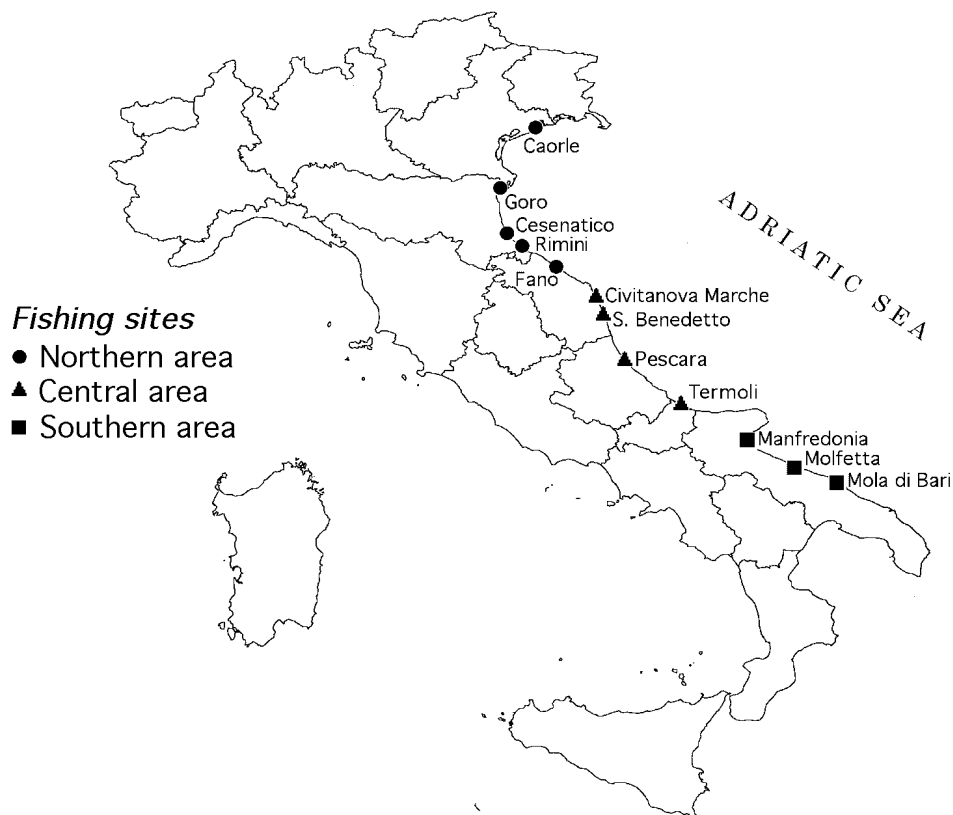 Caorle
Goro
Cesenatico
Rimini
Fano
ADRIATIC SEA
Civitanova Marche
S. Benedetto
Pescara
Termoli
Manfredonia
Molfetta
Mola di Bari
Fishing sites
Northern area
Central area
Southern area